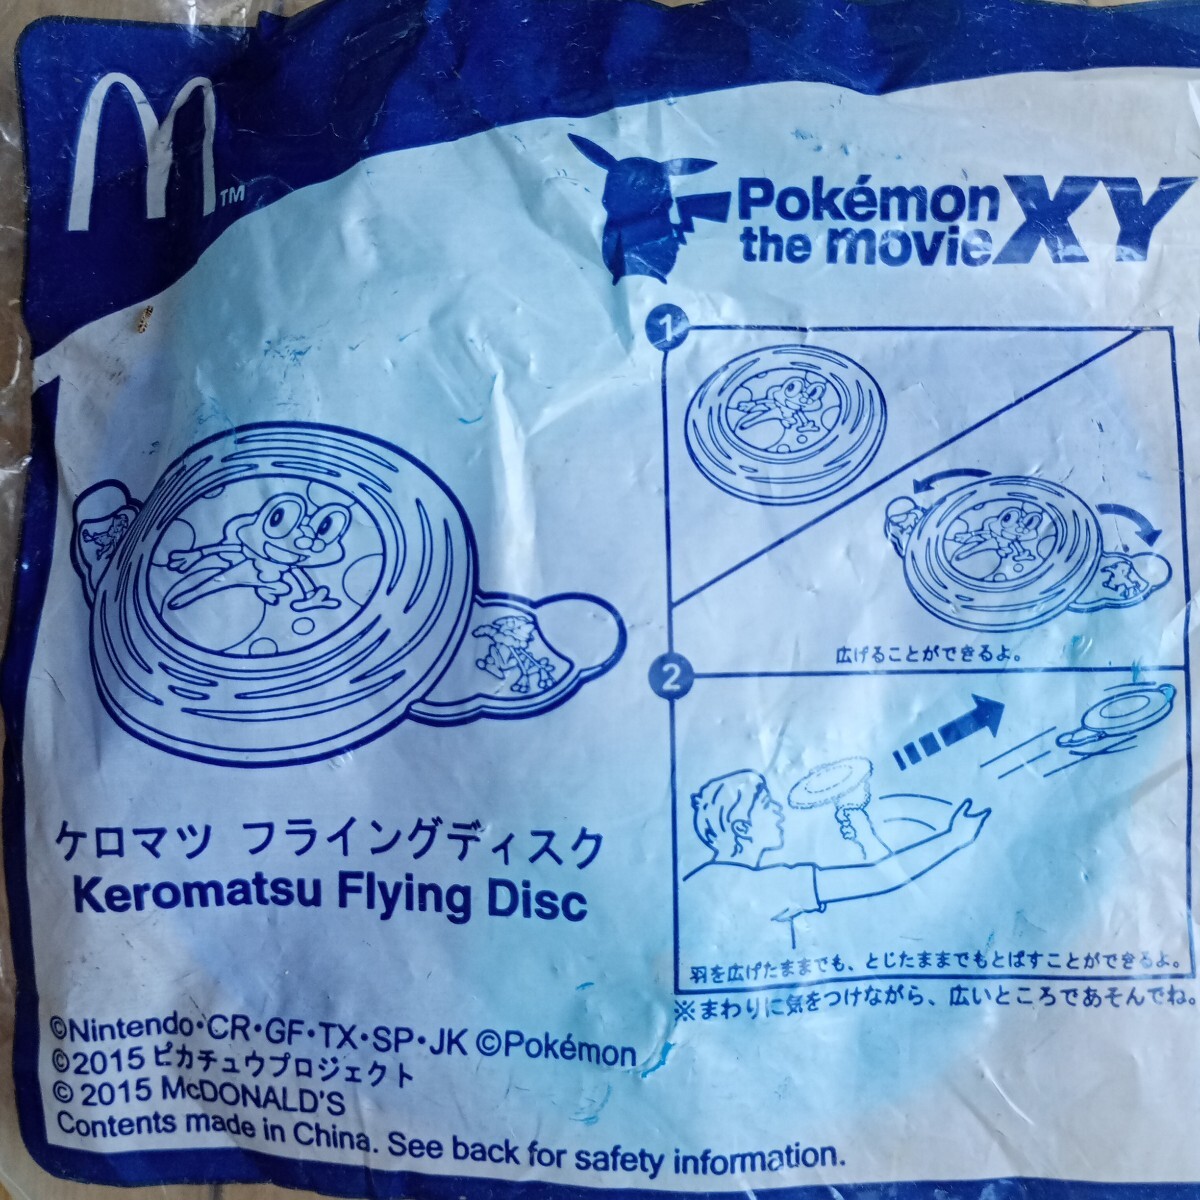 M TM
Pokémon
the movie XY
1
広げることができるよ。
2
羽を広げたままでも、とじたままでもとばすことができるよ。
※まわりに気をつけながら、広いところであそんでね。
ケロマツ フライングディスク
Keromatsu Flying Disc
©Nintendo・CR・GF・TX・SP・JK ©Pokémon
©2015 ピカチュウプロジェクト
© 2015 McDONALD'S
Contents made in China. See back for safety information.